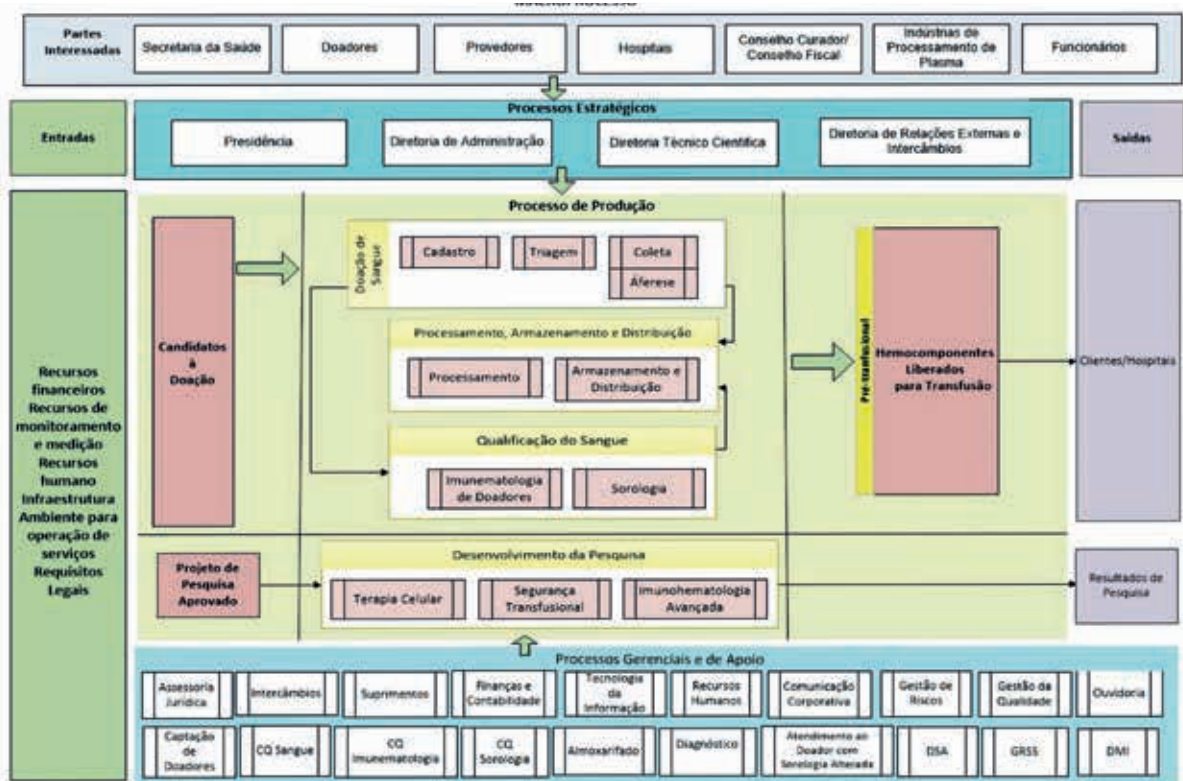 MACROPROCESSO
Partes
Interessadas
Secretaria da Saúde
Doadores
Provedores
Hospitais
Conselho Curador/
Conselho Fiscal
Indústrias de
Processamento de
Plasma
Funcionários
Entradas
Processos Estratégicos
Presidência
Diretoria de Administração
Diretoria Técnico Científica
Diretoria de Relações Externas e
Intercâmbios
Saídas
Recursos
financeiros
Recursos de
monitoramento
e medição
Recursos
humano
Infraestrutura
Ambiente para
operação de
serviços
Requisitos
Legais
Processo de Produção
Candidatos
à
Doação
Doação de
Sangue
Cadastro
Triagem
Coleta
Áferese
Processamento, Armazenamento e Distribuição
Processamento
Armazenamento e
Distribuição
Qualificação do Sangue
Imunematologia
de Doadores
Sorologia
Pré-tranfusional
Hemocomponentes
Liberados
para Transfusão
Clientes/Hospitais
Projeto de
Pesquisa
Aprovado
Desenvolvimento da Pesquisa
Terapia Celular
Segurança
Transfusional
Imunohematologia
Avançada
Resultados de
Pesquisa
Processos Gerenciais e de Apoio
Assessoria
Jurídica
Intercâmbios
Suprimentos
Finanças e
Contabilidade
Tecnologia
da
Informação
Recursos
Humanos
Comunicação
Corporativa
Gestão de
Riscos
Gestão da
Qualidade
Ouvidoria
Captação
de
Doadores
CQ Sangue
CQ
Imunematologia
CQ
Sorologia
Almoxarifado
Diagnóstico
Atendimento ao
Doador com
Sorologia Alterada
DSA
GRSS
DMI